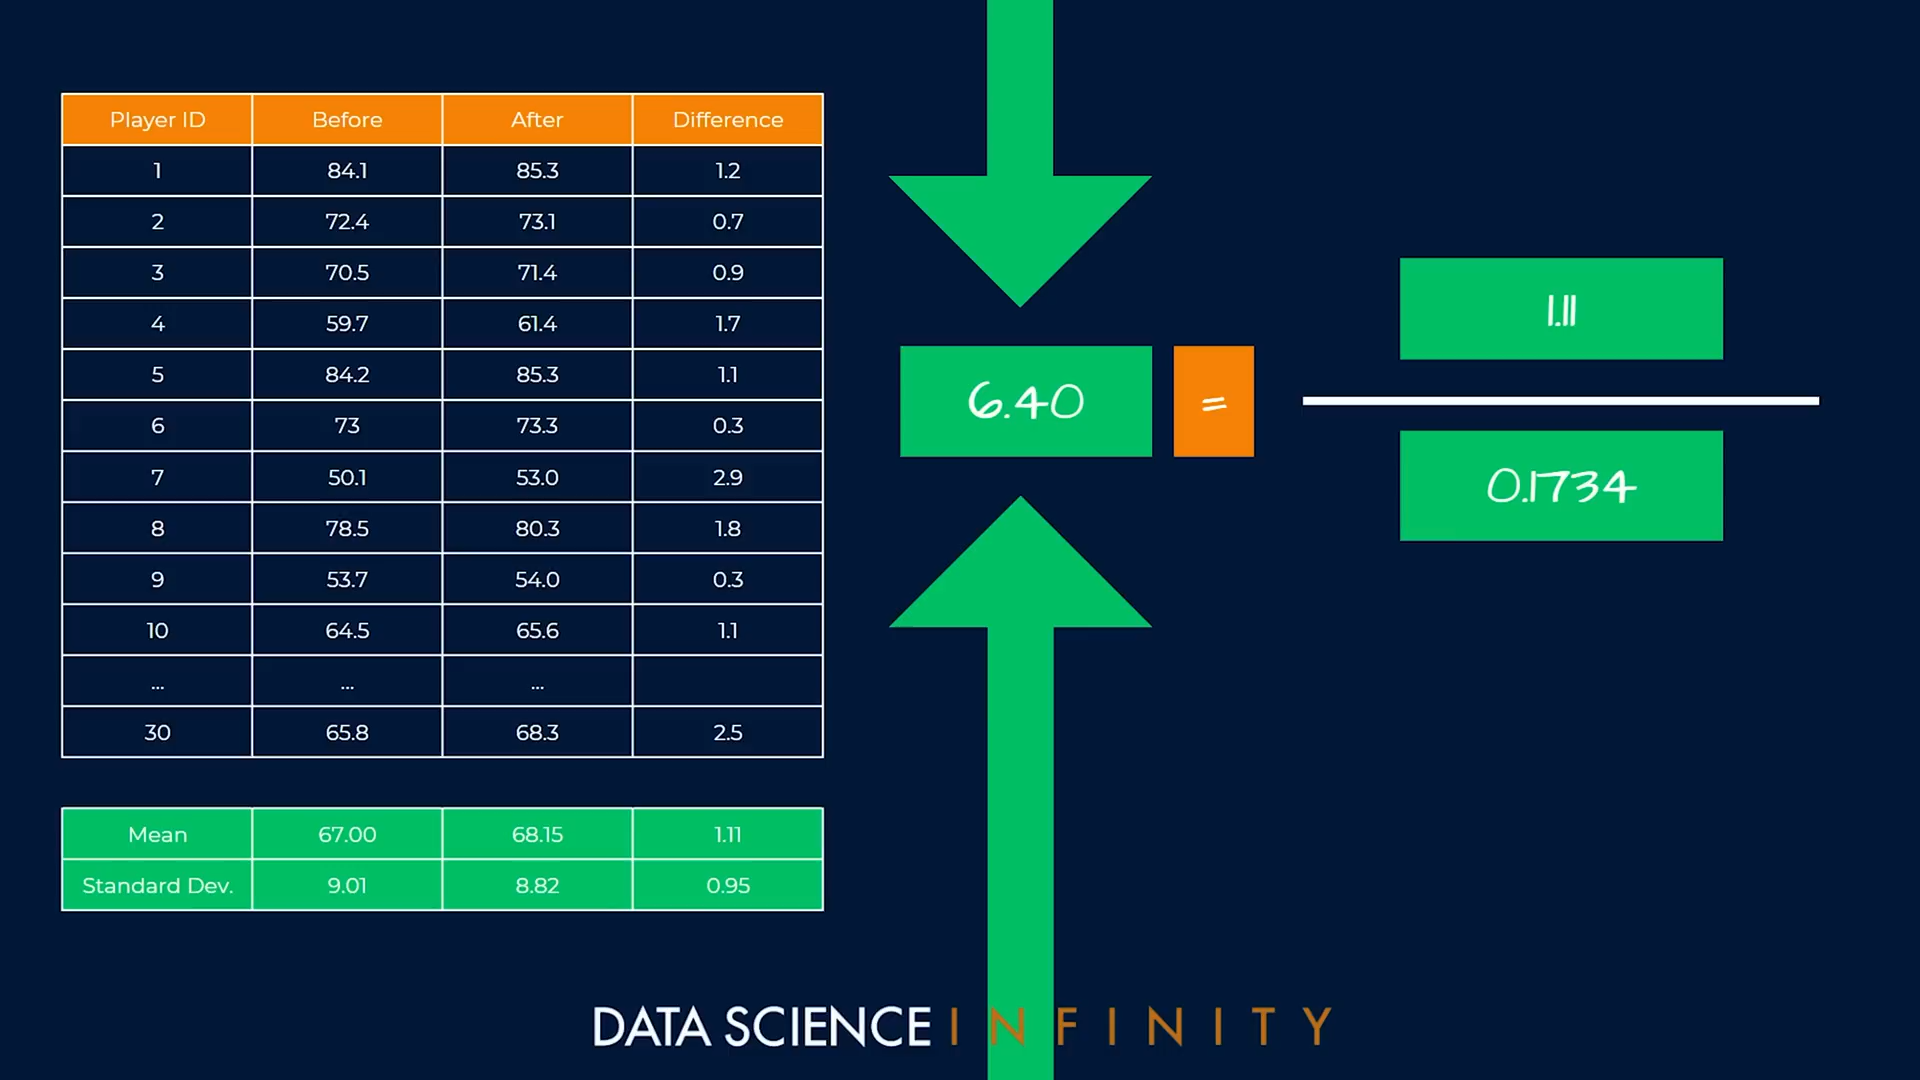 Player ID Before After Difference
1 84.1 85.3 1.2
2 72.4 73.1 0.7
3 70.5 71.4 0.9
4 59.7 61.4 1.7
5 84.2 85.3 1.1
6 73 73.3 0.3
7 50.1 53.0 2.9
8 78.5 80.3 1.8
9 53.7 54.0 0.3
10 64.5 65.6 1.1
... ... ...
30 65.8 68.3 2.5
Mean 67.00 68.15 1.11
Standard Dev. 9.01 8.82 0.95
1.11
6.40 =
0.1734
DATA SCIENCE INFINITY